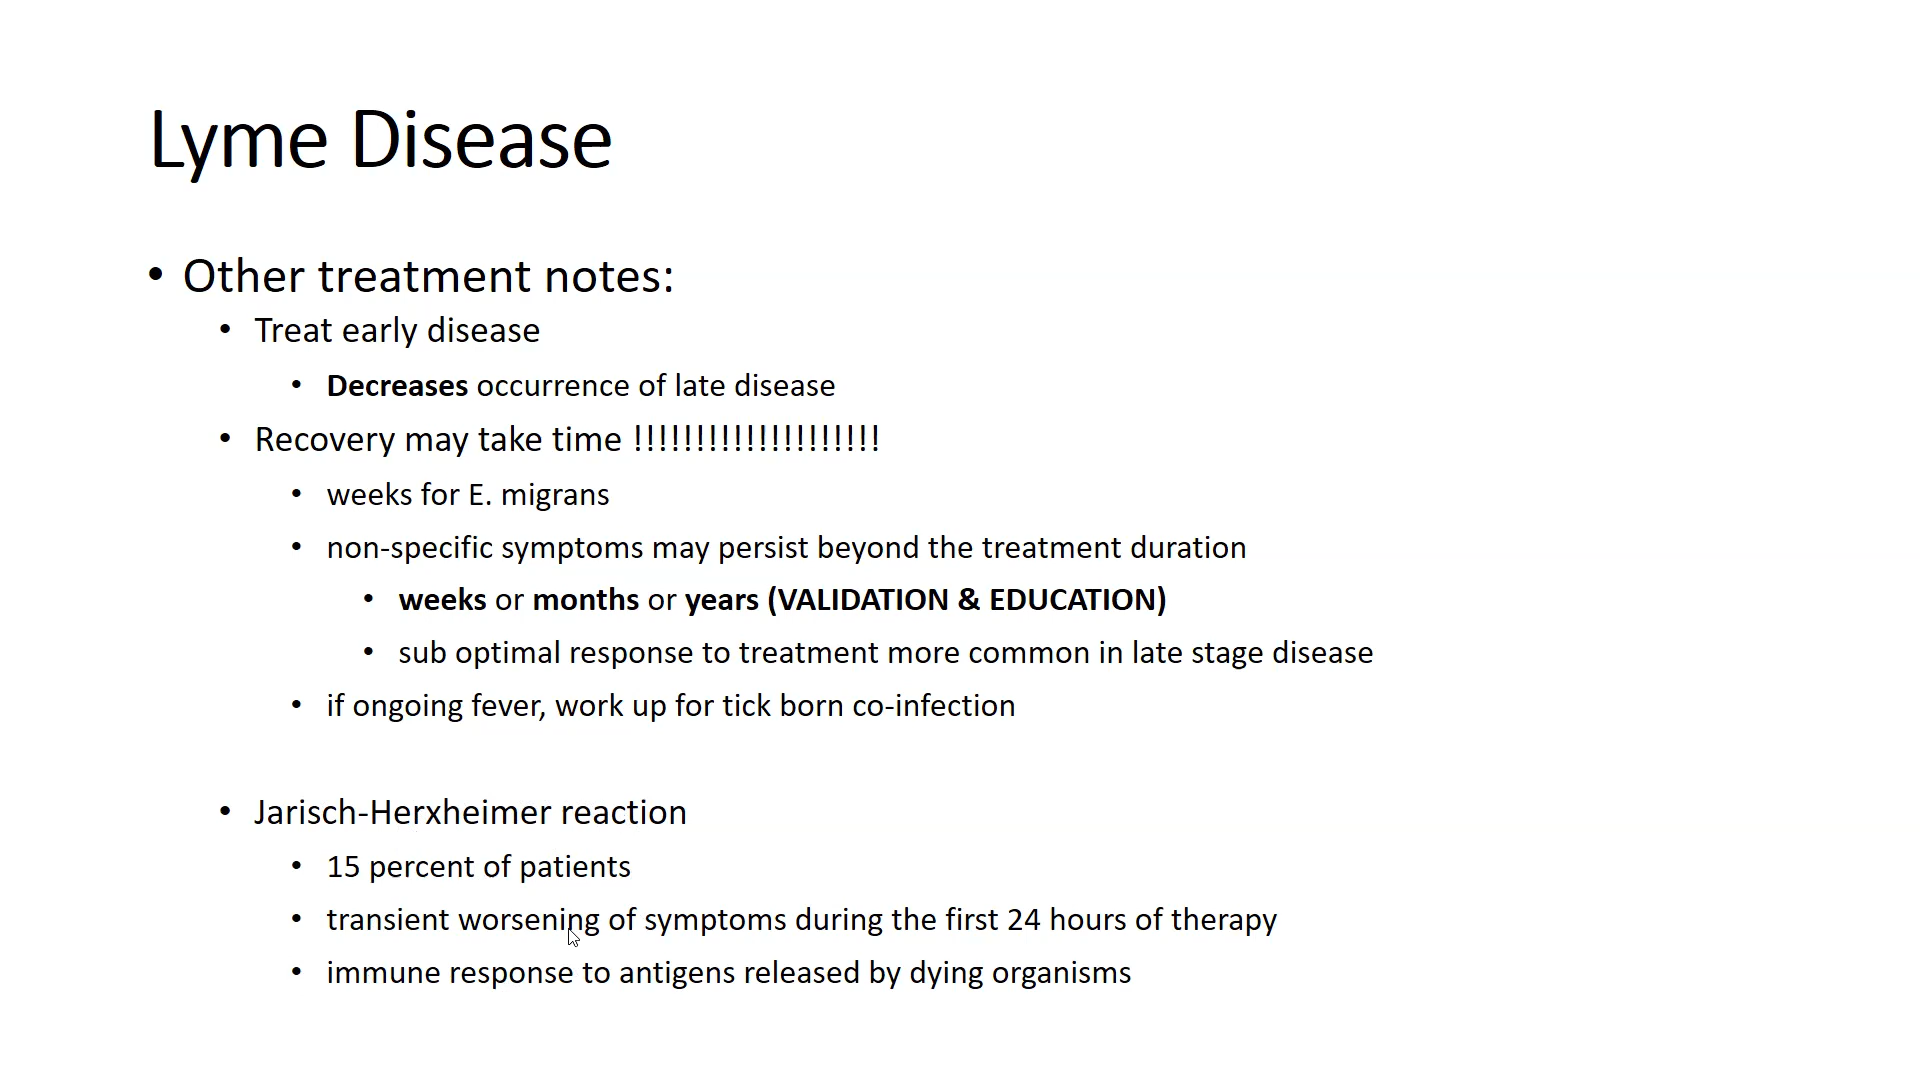 Lyme Disease
• Other treatment notes:
• Treat early disease
• Decreases occurrence of late disease
• Recovery may take time !!!!!!!!!!!!!!!!!!!!
• weeks for E. migrans
• non-specific symptoms may persist beyond the treatment duration
• weeks or months or years (VALIDATION & EDUCATION)
• sub optimal response to treatment more common in late stage disease
• if ongoing fever, work up for tick born co-infection
• Jarisch-Herxheimer reaction
• 15 percent of patients
• transient worsening of symptoms during the first 24 hours of therapy
• immune response to antigens released by dying organisms